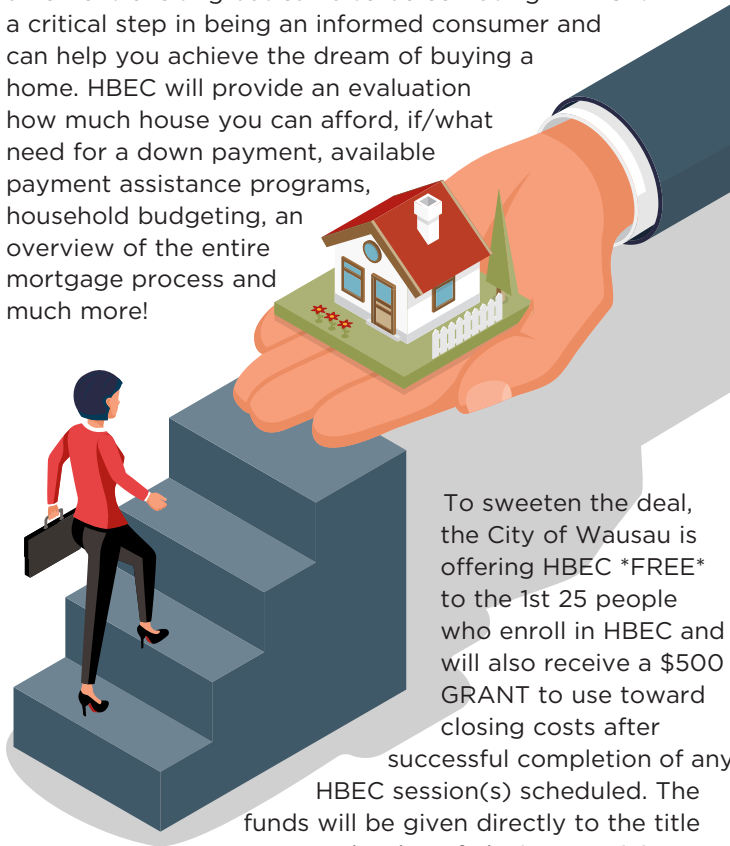 a critical step in being an informed consumer and
can help you achieve the dream of buying a
home. HBEC will provide an evaluation
how much house you can afford, if/what
need for a down payment, available
payment assistance programs,
household budgeting, an
overview of the entire
mortgage process and
much more!
To sweeten the deal,
the City of Wausau is
offering HBEC *FREE*
to the 1st 25 people
who enroll in HBEC and
will also receive a $500
GRANT to use toward
closing costs after
successful completion of any
HBEC session(s) scheduled. The
funds will be given directly to the title